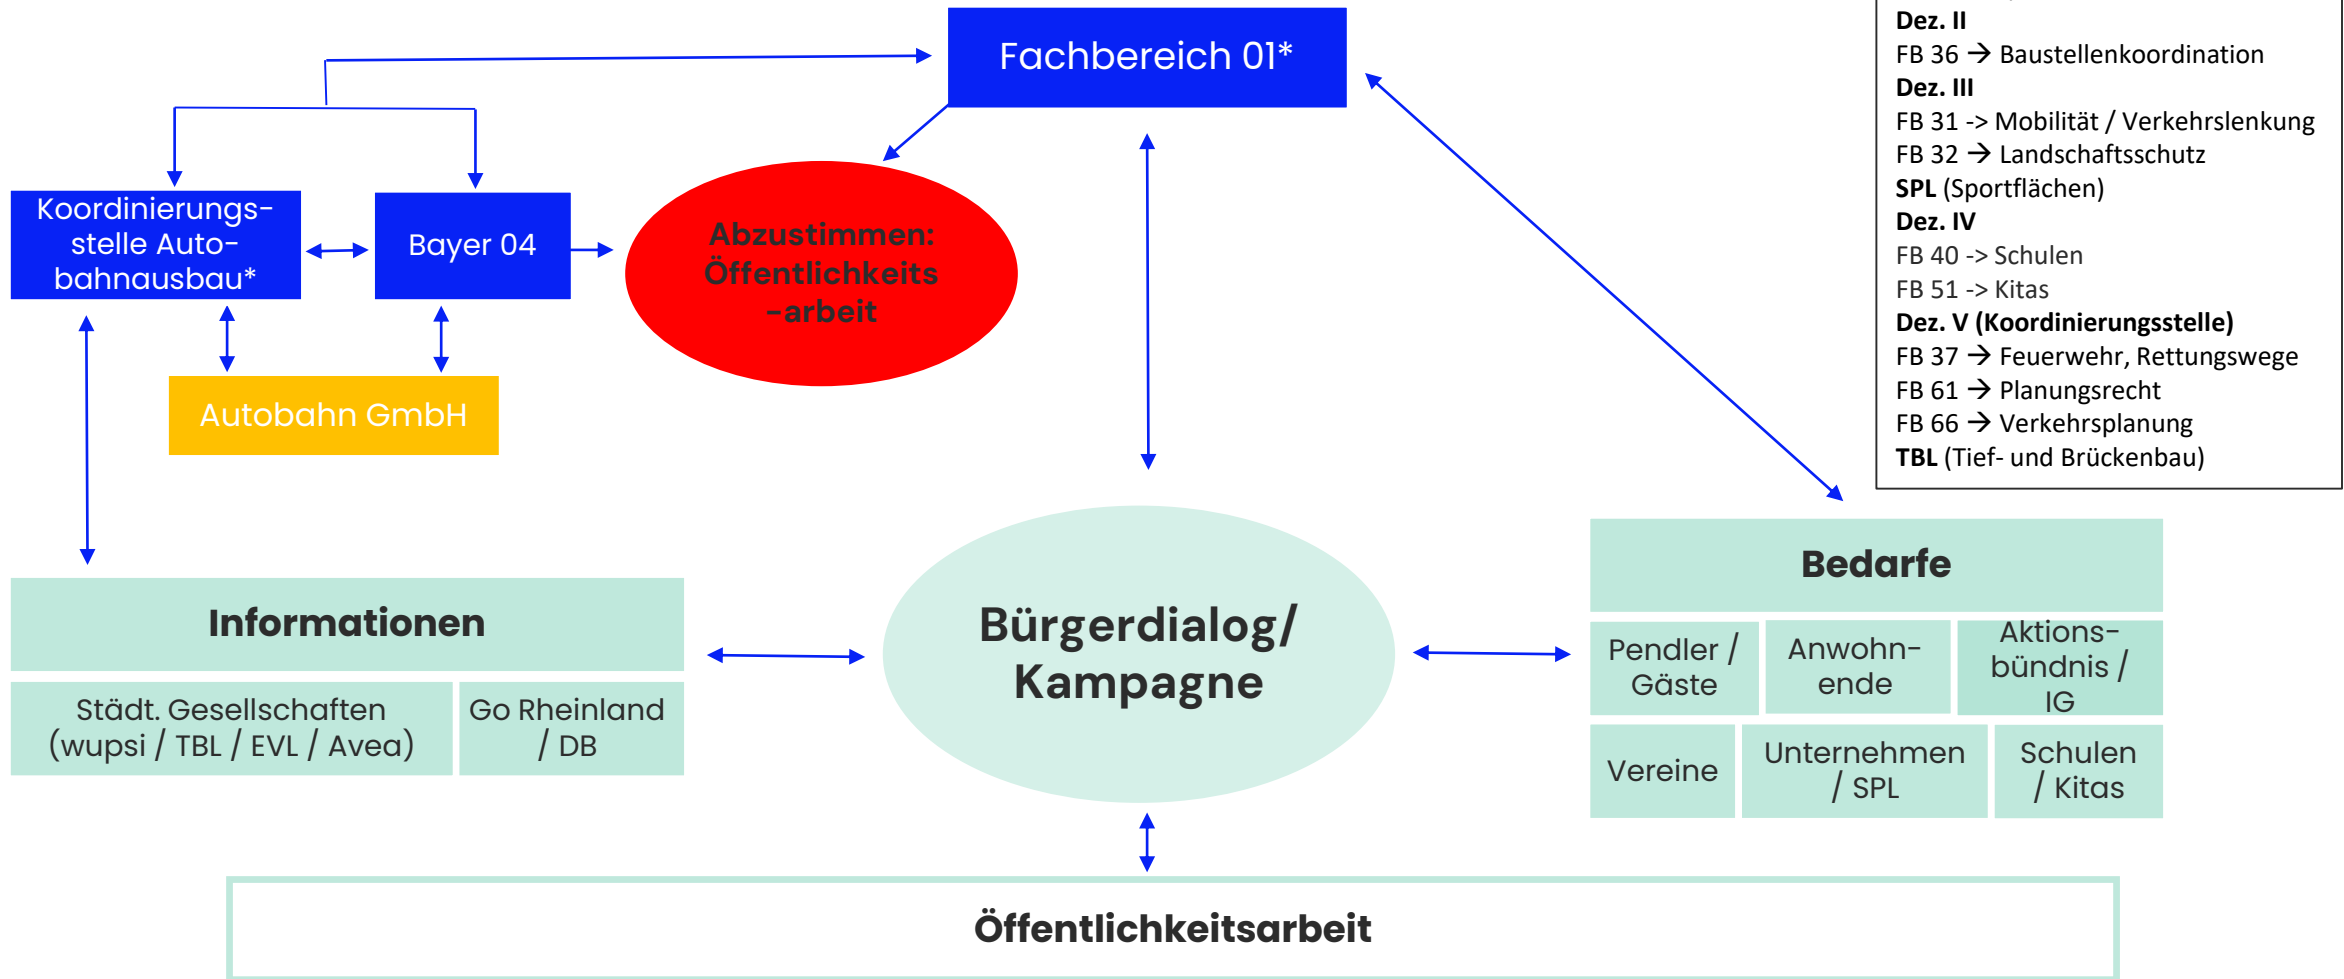 Fachbereich 01*
Dez. II
FB 36 → Baustellenkoordination
Dez. III
FB 31 -> Mobilität / Verkehrslenkung
FB 32 → Landschaftsschutz
SPL (Sportflächen)
Dez. IV
FB 40 -> Schulen
FB 51 -> Kitas
Dez. V (Koordinierungsstelle)
FB 37 → Feuerwehr, Rettungswege
FB 61 → Planungsrecht
FB 66 → Verkehrsplanung
TBL (Tief- und Brückenbau)
Koordinierungs-
stelle Auto-
bahnausbau*
Bayer 04
Abzustimmen:
Öffentlichkeits
-arbeit
Autobahn GmbH
Informationen
Städt. Gesellschaften
(wupsi / TBL / EVL / Avea)
Go Rheinland
/ DB
Bürgerdialog/
Kampagne
Bedarfe
Pendler /
Gäste
Anwohn-
ende
Aktions-
bündnis /
IG
Vereine
Unternehmen
/ SPL
Schulen
/ Kitas
Öffentlichkeitsarbeit